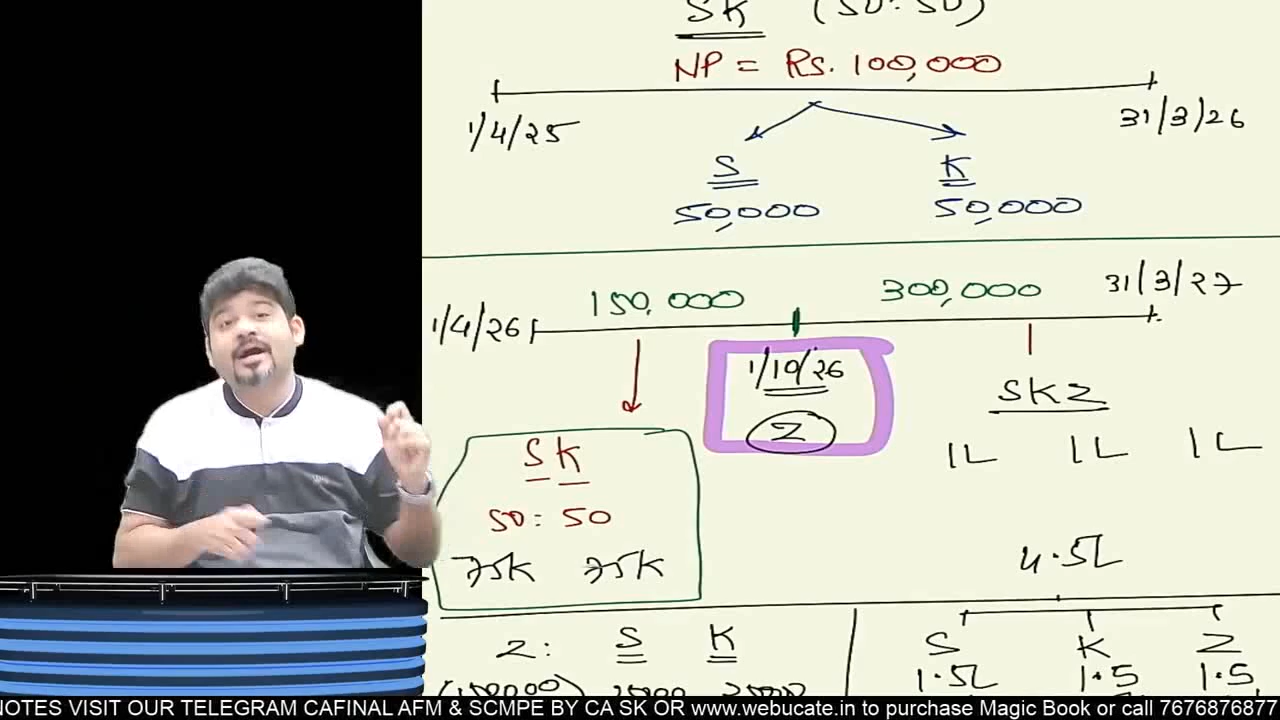 SK (50:50)
NP = Rs. 100,000
1/4/25
31/3/26
S K
50,000 50,000
150,000 300,000
1/4/26
31/3/27
1/10/26
Z
SKZ
1L 1L 1L
SK
50:50
75K 75K
4.5L
Z: S K
S K Z
1.5L 1.5 1.5
(150000) 75000 75000
NOTES VISIT OUR TELEGRAM CAFINAL AFM & SCMPE BY CA SK OR www.webucate.in to purchase Magic Book or call 7676876877